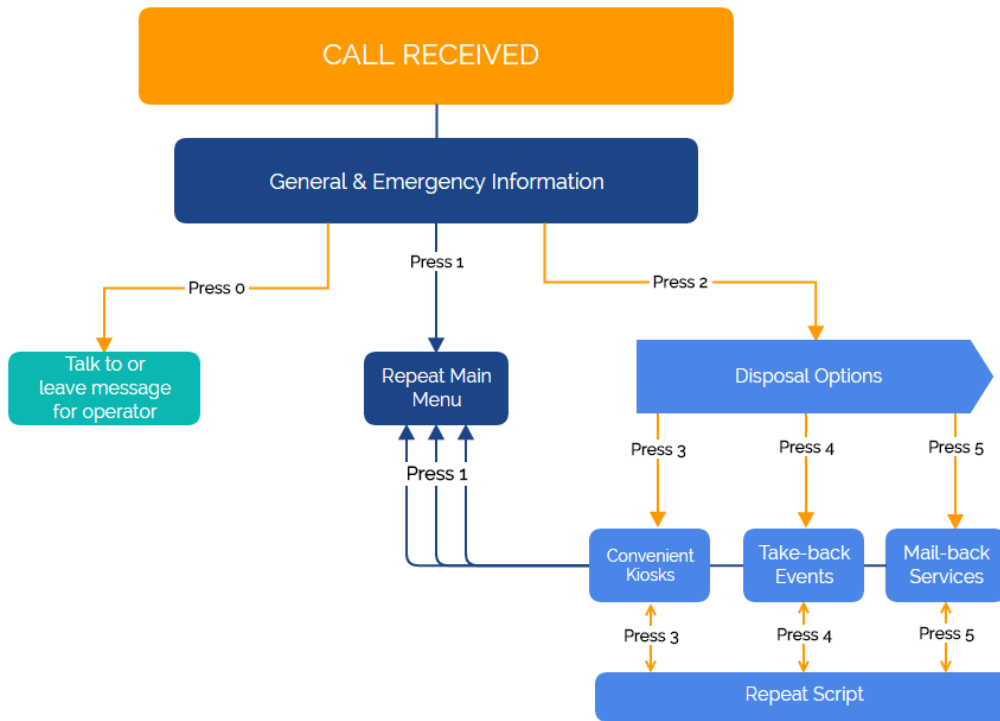 CALL RECEIVED
General & Emergency Information
Press 0
Press 1
Press 2
Talk to or
leave message
for operator
Repeat Main
Menu
Disposal Options
Press 3
Press 4
Press 5
Press 1
Convenient
Kiosks
Take-back
Events
Mail-back
Services
Press 3
Press 4
Press 5
Repeat Script